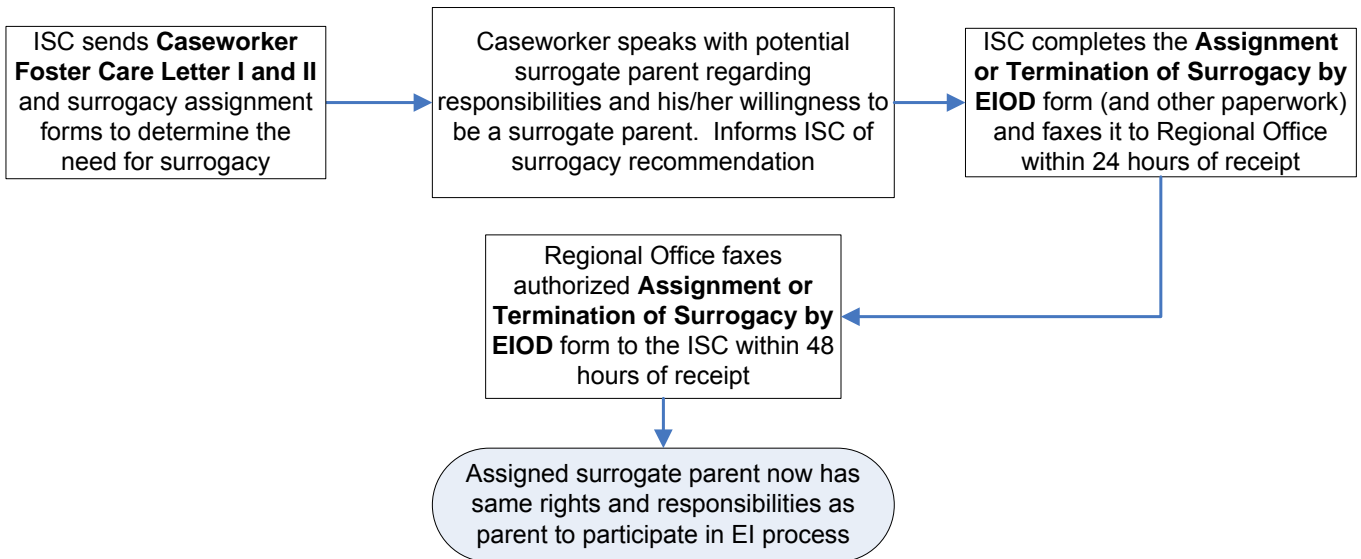 ISC sends Caseworker
Foster Care Letter I and II
and surrogacy assignment
forms to determine the
need for surrogacy
Caseworker speaks with potential
surrogate parent regarding
responsibilities and his/her willingness to
be a surrogate parent.  Informs ISC of
surrogacy recommendation
ISC completes the Assignment
or Termination of Surrogacy by
EIOD form (and other paperwork)
and faxes it to Regional Office
within 24 hours of receipt
Regional Office faxes
authorized Assignment or
Termination of Surrogacy by
EIOD form to the ISC within 48
hours of receipt
Assigned surrogate parent now has
same rights and responsibilities as
parent to participate in EI process